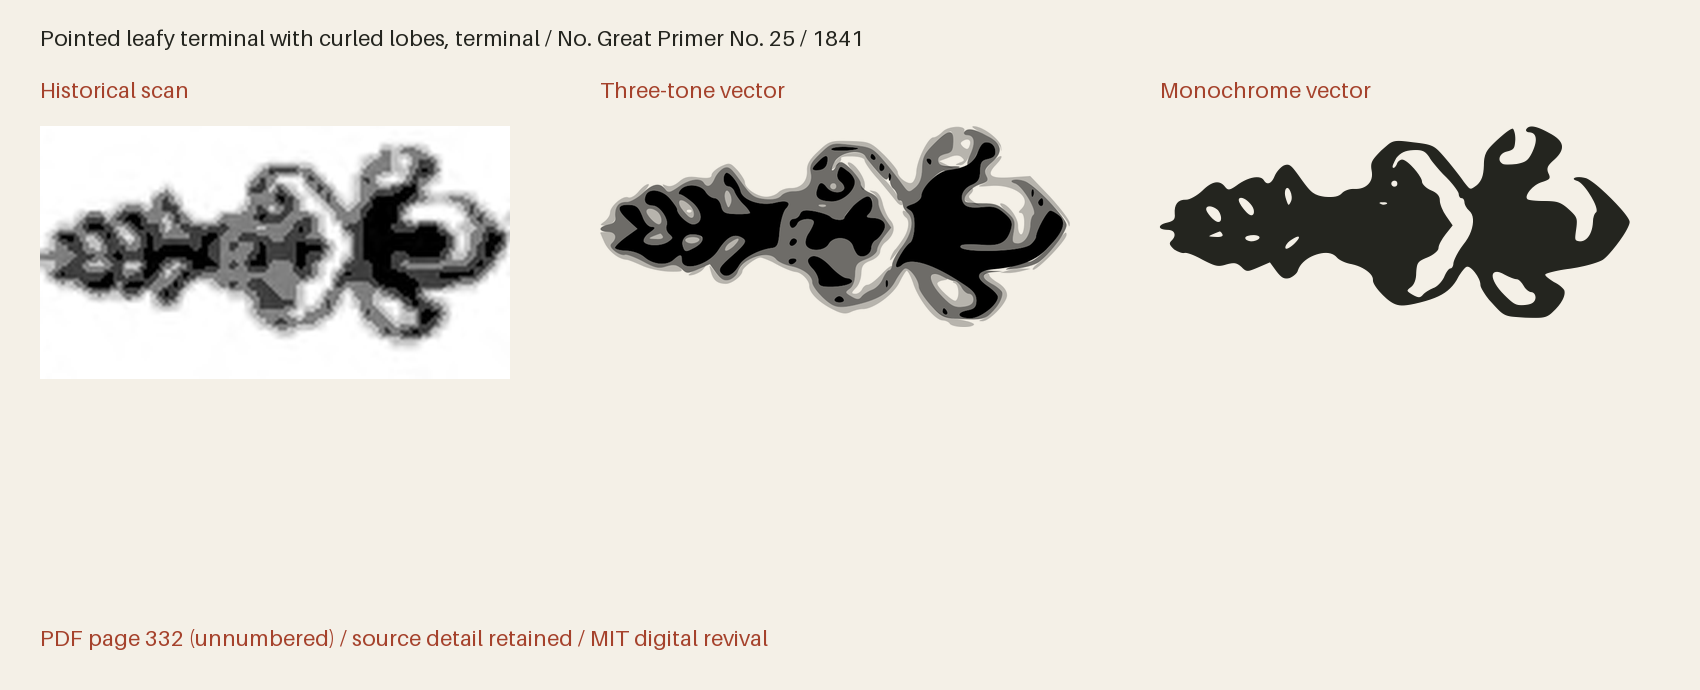 Pointed leafy terminal with curled lobes, terminal / No. Great Primer No. 25 / 1841
Historical scan
Three-tone vector
Monochrome vector
PDF page 332 (unnumbered) / source detail retained / MIT digital revival